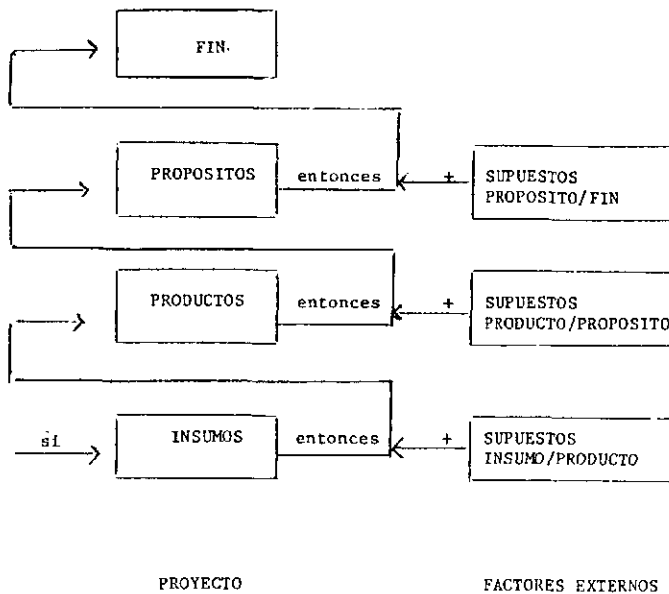 FIN.
PROPOSITOS entonces + SUPUESTOS
PROPOSITO/FIN
PRODUCTOS entonces + SUPUESTOS
PRODUCTO/PROPOSITO
si INSUMOS entonces + SUPUESTOS
INSUMO/PRODUCTO
PROYECTO FACTORES EXTERNOS